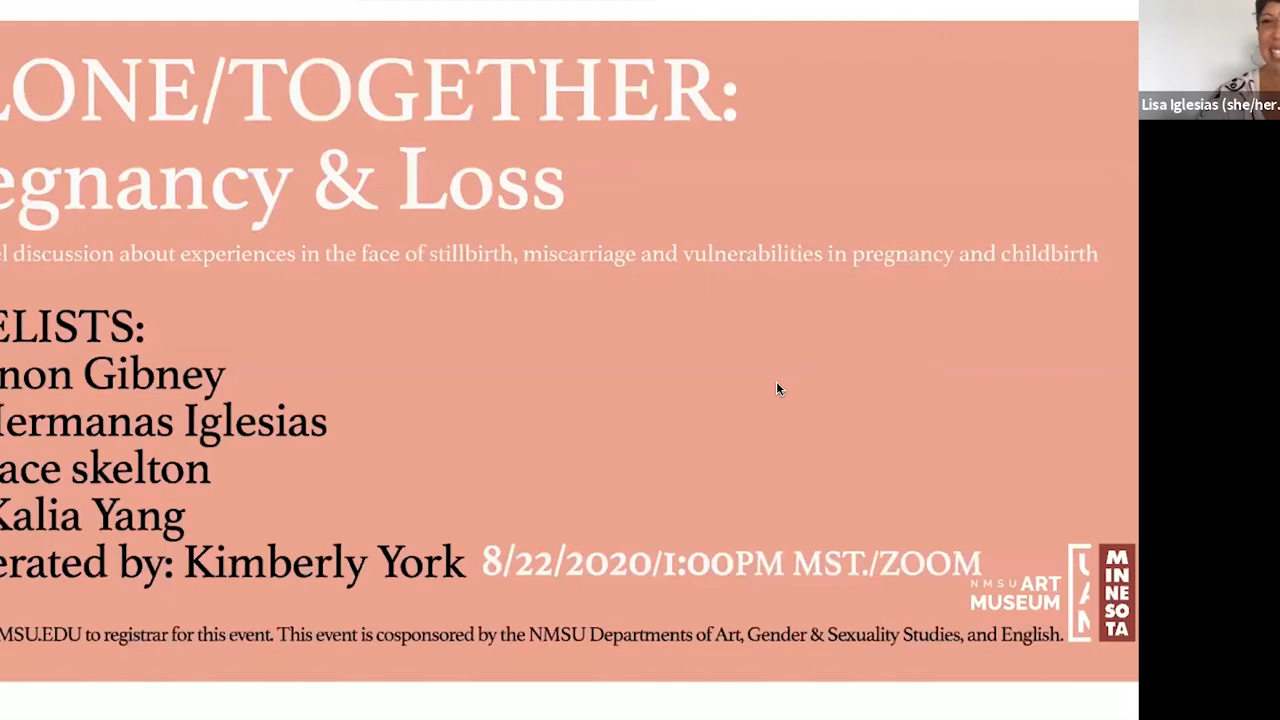 LONE/TOGETHER:
egnancy & Loss
el discussion about experiences in the face of stillbirth, miscarriage and vulnerabilities in pregnancy and childbirth
ELISTS:
non Gibney
Hermanas Iglesias
ace skelton
Kalia Yang
erated by: Kimberly York
8/22/2020/1:00PM MST./ZOOM
NMSU ART
MUSEUM
MINNESOTA
MSU.EDU to registrar for this event. This event is cosponsored by the NMSU Departments of Art, Gender & Sexuality Studies, and English.
Lisa Iglesias (she/her.